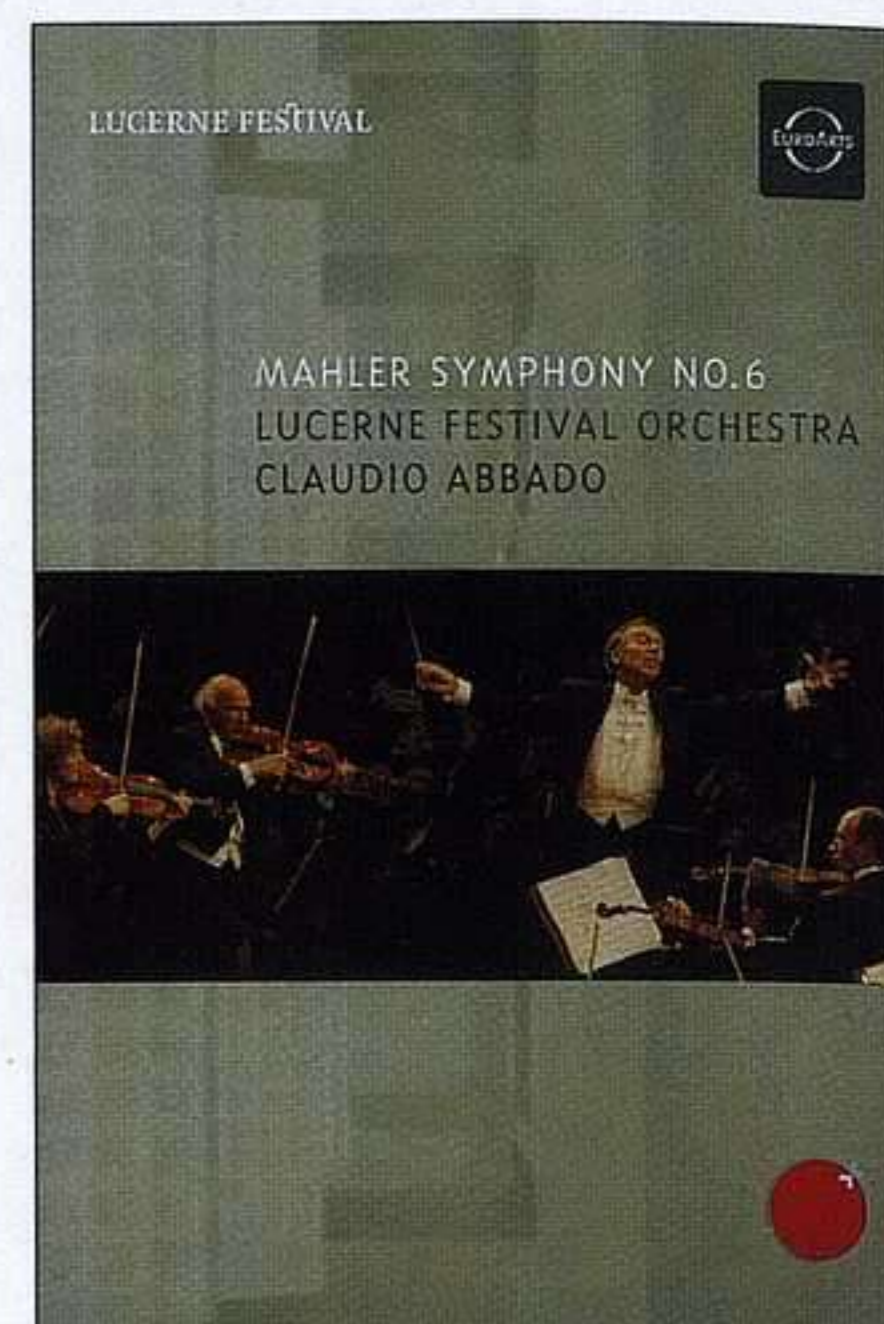 LUCERNE FESTIVAL
EUROARTS
MAHLER SYMPHONY NO.6
LUCERNE FESTIVAL ORCHESTRA
CLAUDIO ABBADO